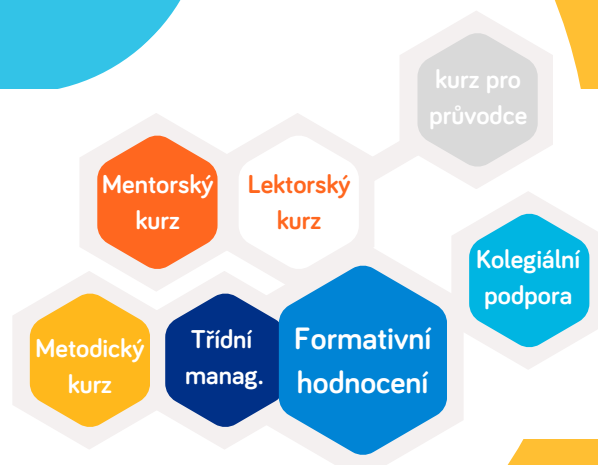 kurz pro
průvodce
Mentorský
kurz
Lektorský
kurz
Kolegiální
podpora
Metodický
kurz
Třídní
manag.
Formativní
hodnocení